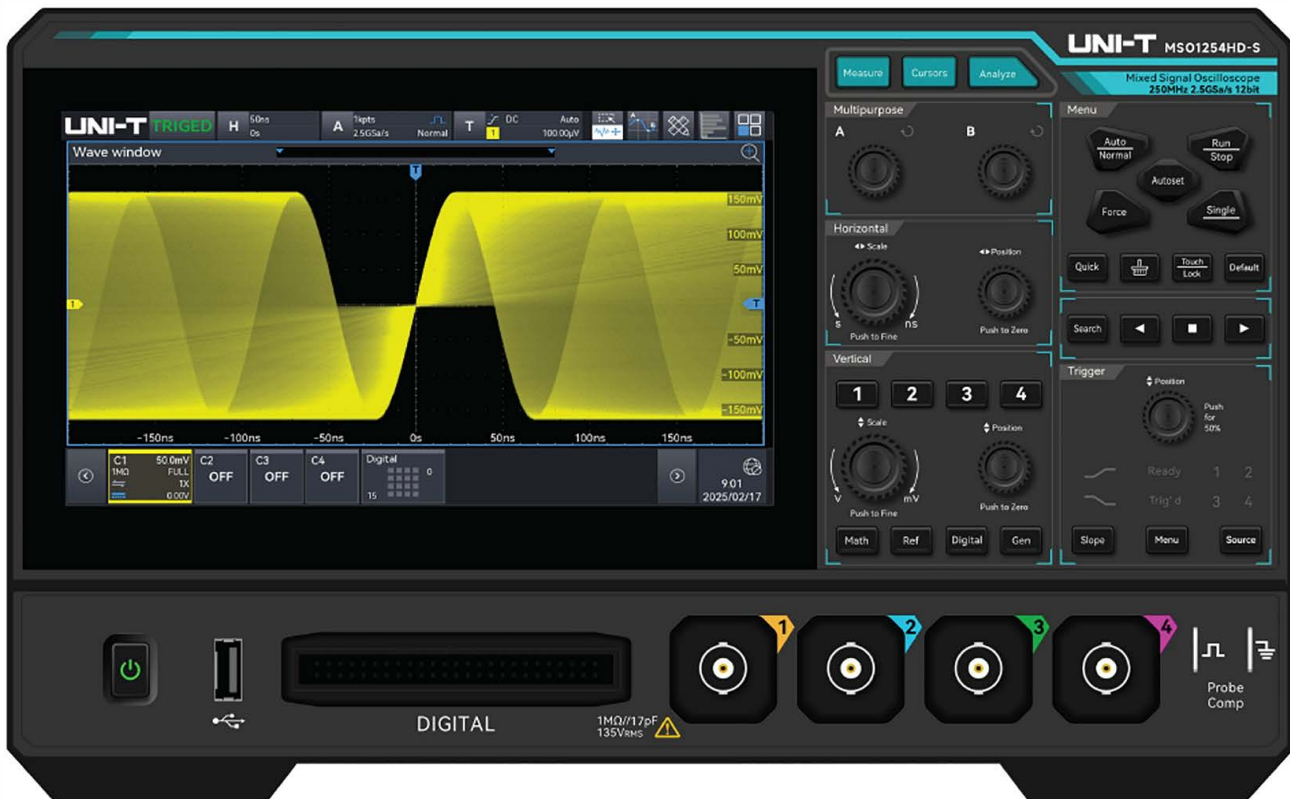 UNI-T MSO1254HD-S
Mixed Signal Oscilloscope
250MHz 2.5GSa/s 12bit
Measure Cursors Analyze
UNI-T TRIGED H 50ns 0s A 1kpts 2.5GSa/s Normal T DC 1 Auto 100.00μV
Wave window
T
150mV
100mV
50mV
1 T
-50mV
-100mV
-150mV
-150ns -100ns -50ns 0s 50ns 100ns 150ns
C1 50.0mV
1MΩ FULL
1X
0.00V
C2 OFF
C3 OFF
C4 OFF
Digital
0
15
9:01
2025/02/17
Multipurpose
A B
Horizontal
Scale Position
s ns
Push to Fine Push to Zero
Vertical
1 2 3 4
Scale Position
V mV
Push to Fine Push to Zero
Math Ref Digital Gen
Menu
Auto
Normal
Run
Stop
Autoset
Force Single
Quick
Touch
Lock
Default
Search
Trigger
Position
Push
for
50%
Ready 1 2
Trig'd 3 4
Slope Menu Source
DIGITAL
1MΩ//17pF
135VRMS
1 2 3 4
Probe
Comp